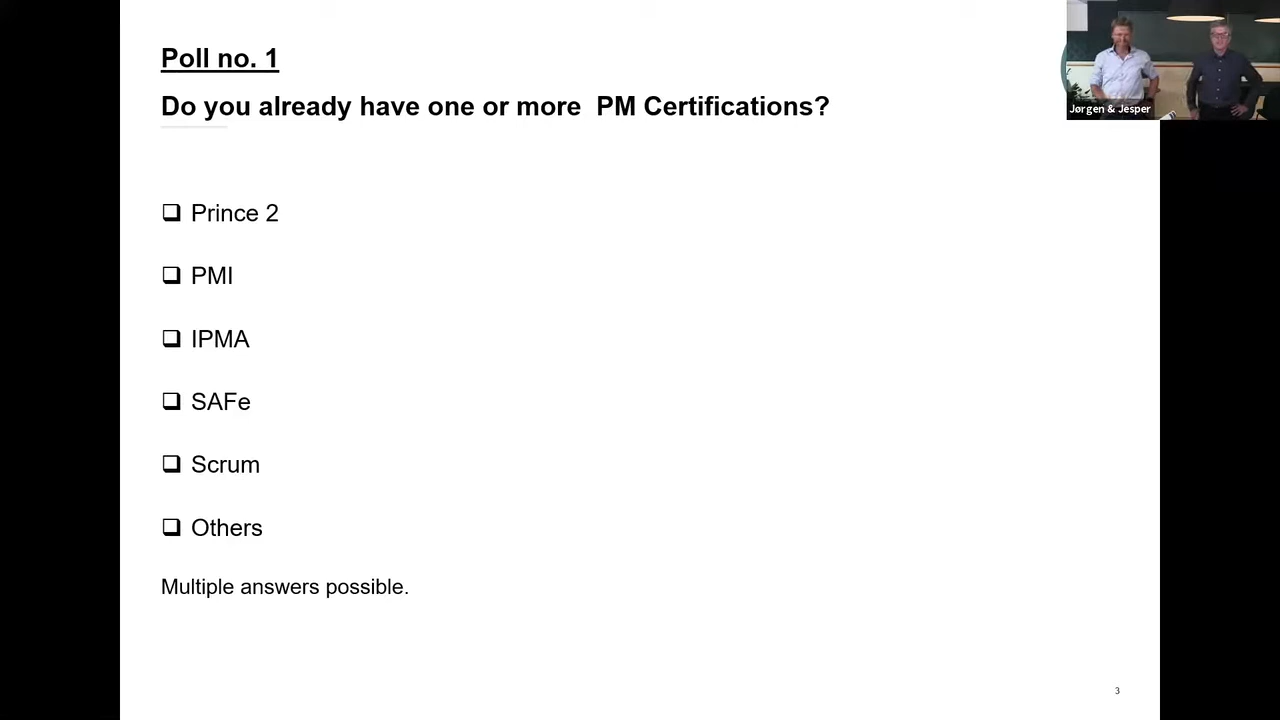 Poll no. 1
Do you already have one or more  PM Certifications?
Jørgen & Jesper
❑ Prince 2
❑ PMI
❑ IPMA
❑ SAFe
❑ Scrum
❑ Others
Multiple answers possible.
3